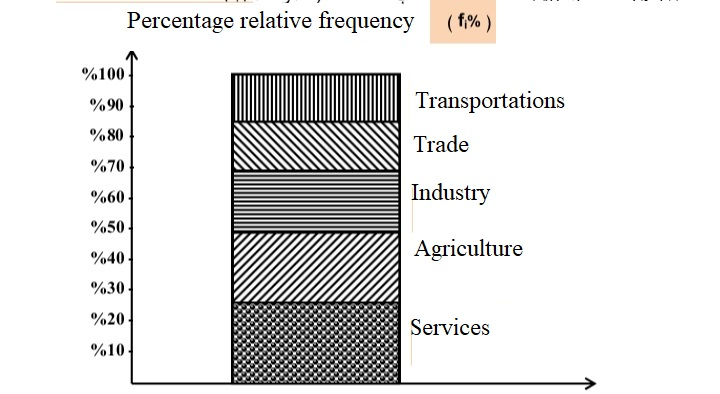 Percentage relative frequency ( fᵢ% )
%100
%90
%80
%70
%60
%50
%40
%30
%20
%10
Transportations
Trade
Industry
Agriculture
Services